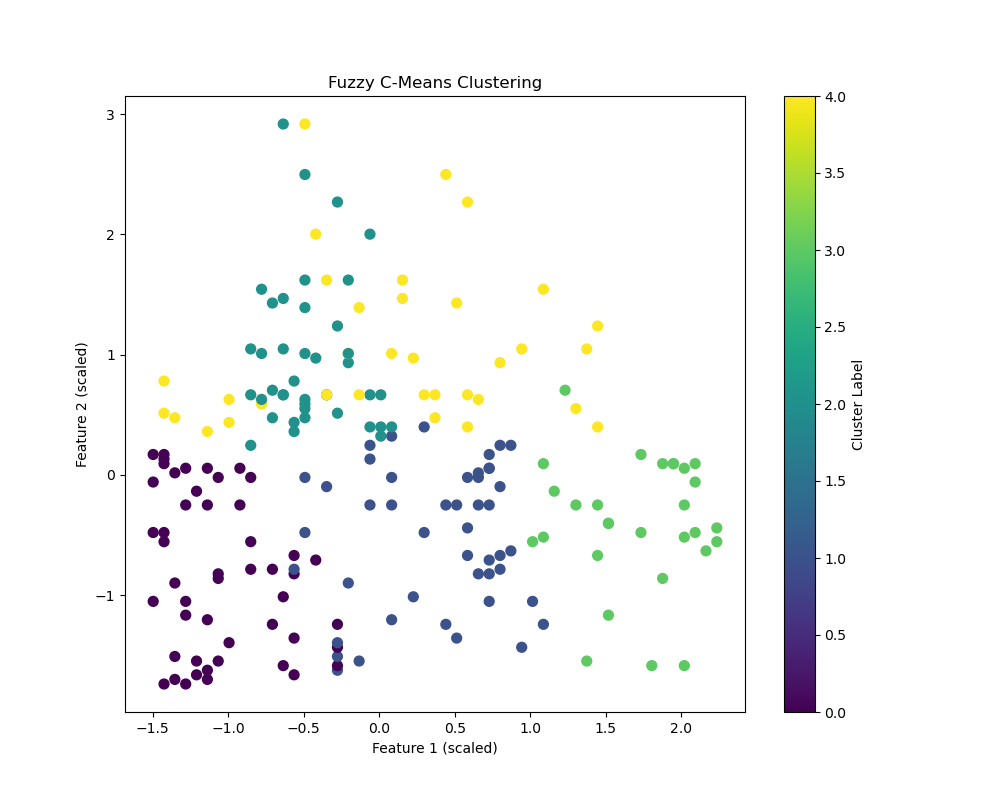 Fuzzy C-Means Clustering
3
2
1
0
−1
Feature 2 (scaled)
−1.5 −1.0 −0.5 0.0 0.5 1.0 1.5 2.0
Feature 1 (scaled)
4.0
3.5
3.0
2.5
2.0
1.5
1.0
0.5
0.0
Cluster Label